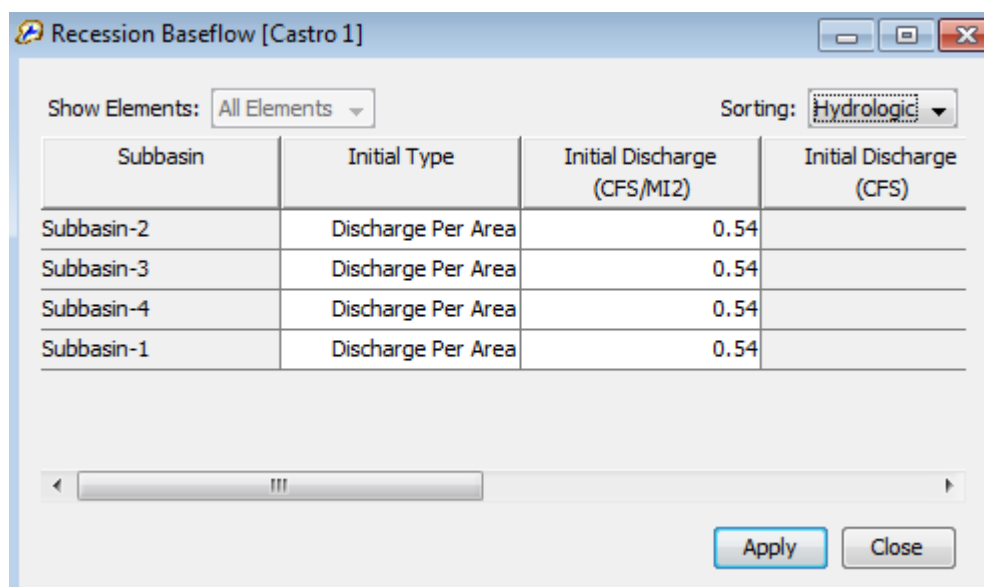 Recession Baseflow [Castro 1]
Show Elements: All Elements Sorting: Hydrologic
Subbasin Initial Type Initial Discharge (CFS/MI2) Initial Discharge (CFS)
Subbasin-2 Discharge Per Area 0.54
Subbasin-3 Discharge Per Area 0.54
Subbasin-4 Discharge Per Area 0.54
Subbasin-1 Discharge Per Area 0.54
Apply Close